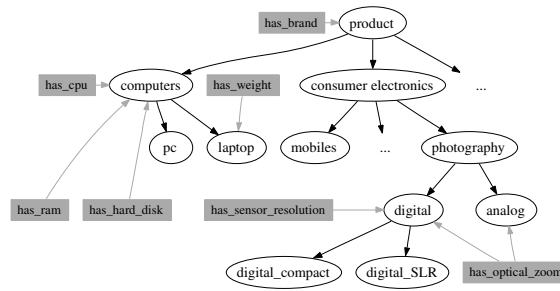 has_brand
product
has_cpu
computers
has_weight
consumer electronics
...
pc
laptop
mobiles
...
photography
has_ram
has_hard_disk
has_sensor_resolution
digital
analog
digital_compact
digital_SLR
has_optical_zoom